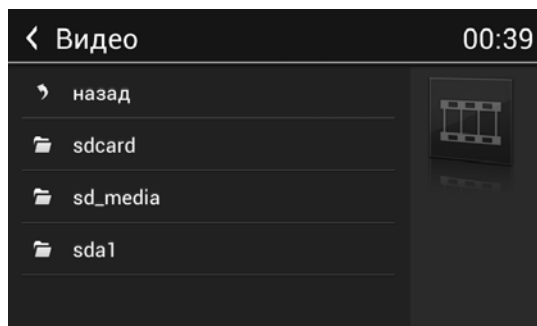 Видео 00:39
назад
sdcard
sd_media
sda1